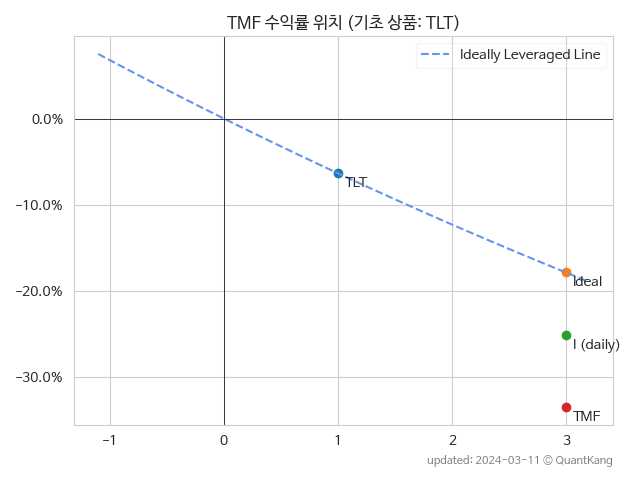 TMF 수익률 위치 (기초 상품: TLT)
Ideally Leveraged Line
0.0%
−10.0%
−20.0%
−30.0%
TLT
Ideal
I (daily)
TMF
−1 0 1 2 3
updated: 2024-03-11 © QuantKang